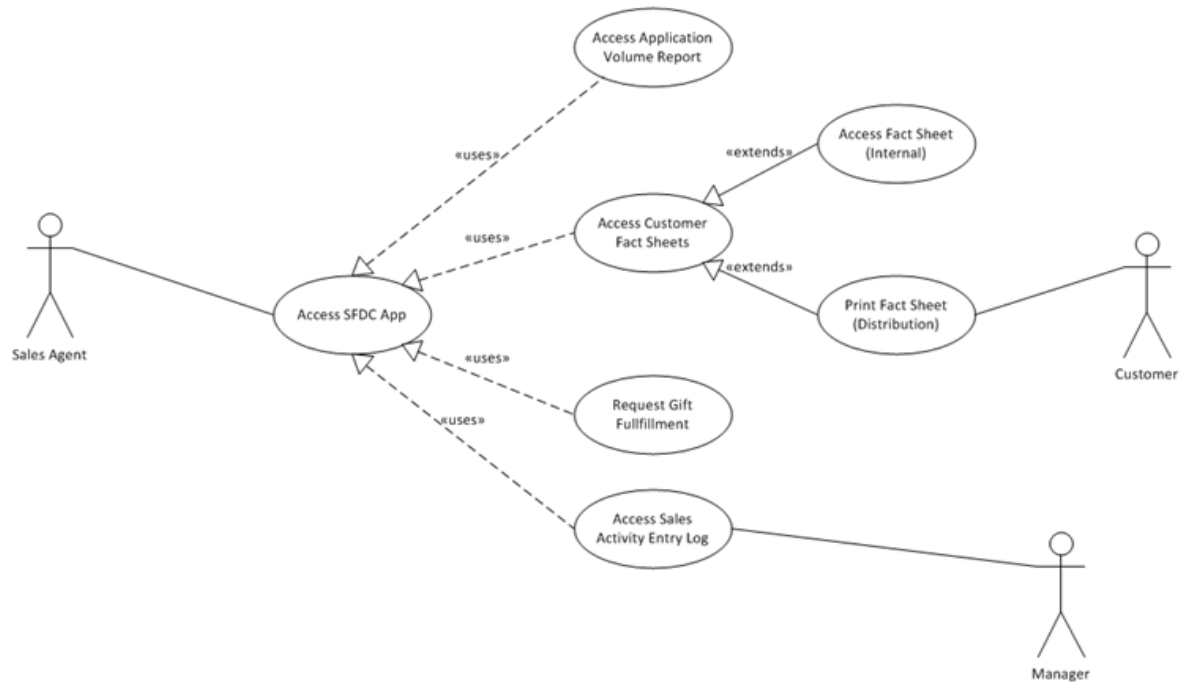 Access Application
Volume Report
«uses»
Access Fact Sheet
(Internal)
«extends»
Access Customer
Fact Sheets
«uses»
«extends»
Access SFDC App
Print Fact Sheet
(Distribution)
Sales Agent
Customer
«uses»
Request Gift
Fullfillment
«uses»
Access Sales
Activity Entry Log
Manager